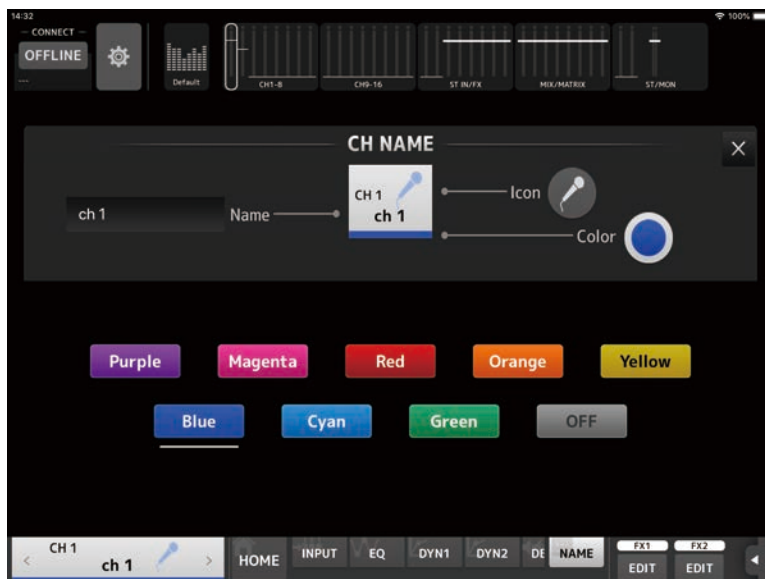 14:32
100%
CONNECT
OFFLINE
---
Default
CH1-8
CH9-16
ST IN/FX
MIX/MATRIX
ST/MON
CH NAME
ch 1
Name
CH 1
ch 1
Icon
Color
Purple
Magenta
Red
Orange
Yellow
Blue
Cyan
Green
OFF
CH 1
ch 1
HOME
INPUT
EQ
DYN1
DYN2
DE
NAME
FX1
EDIT
FX2
EDIT